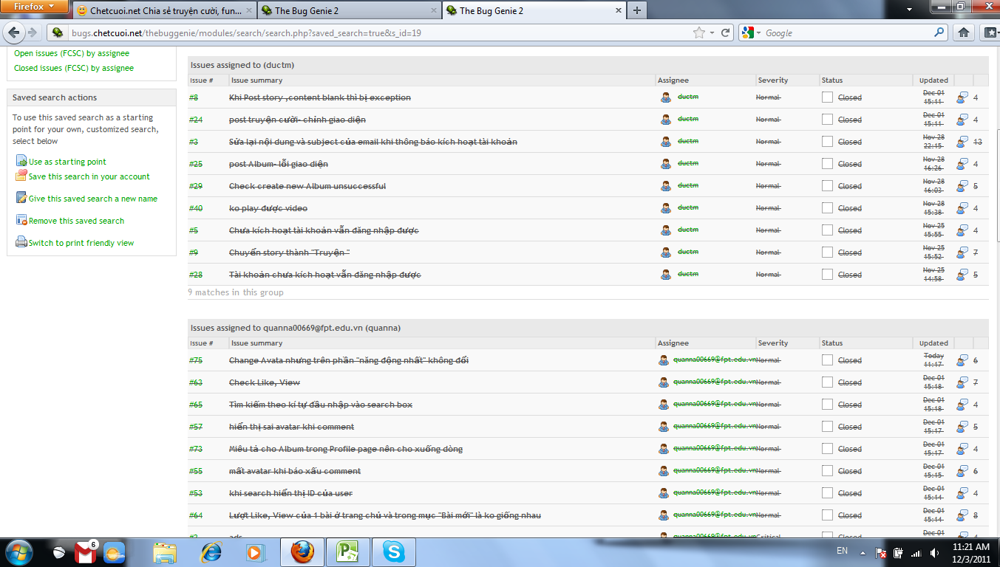 Firefox
Chetcuoi.net Chia sẻ truyện cười, fun...
The Bug Genie 2
The Bug Genie 2
bugs.chetcuoi.net/thebuggenie/modules/search/search.php?saved_search=true&s_id=19
Google
Open issues (FCSC) by assignee
Closed issues (FCSC) by assignee
Saved search actions
To use this saved search as a starting
point for your own, customized search,
select below
Use as starting point
Save this search in your account
Give this saved search a new name
Remove this saved search
Switch to print friendly view
Issues assigned to (ductm)
Issue # Issue summary Assignee Severity Status Updated
#8 Khi Post story ,content blank thì bị exception ductm Normal Closed Dec 01 15:41 4
#24 post truyện cười- chỉnh giao diện ductm Normal Closed Dec 01 15:41 4
#3 Sửa lại nội dung và subject của email khi thông báo kích hoạt tài khoản ductm Normal Closed Nov 28 22:45 13
#25 post Album- lỗi giao diện ductm Normal Closed Nov 28 16:26 4
#29 Check create new Album unsuccessful ductm Normal Closed Nov 28 16:03 5
#40 ko play được video ductm Normal Closed Nov 28 15:38 4
#5 Chưa kích hoạt tài khoản vẫn đăng nhập được ductm Normal Closed Nov 25 15:55 4
#9 Chuyển story thành "Truyện " ductm Normal Closed Nov 25 15:52 7
#28 Tài khoản chưa kích hoạt vẫn đăng nhập được ductm Normal Closed Nov 25 14:58 5
9 matches in this group
Issues assigned to quanna00669@fpt.edu.vn (quanna)
Issue # Issue summary Assignee Severity Status Updated
#75 Change Avata nhưng trên phần "năng động nhất" không đổi quanna00669@fpt.edu.vn Normal Closed Today 11:17 6
#63 Check Like, View quanna00669@fpt.edu.vn Normal Closed Dec 01 15:18 7
#65 Tìm kiếm theo kí tự đầu nhập vào search box quanna00669@fpt.edu.vn Normal Closed Dec 01 15:18 4
#57 hiển thị sai avatar khi comment quanna00669@fpt.edu.vn Normal Closed Dec 01 15:17 5
#73 Miêu tả cho Album trong Profile page nên cho xuống dòng quanna00669@fpt.edu.vn Normal Closed Dec 01 15:17 4
#55 mất avatar khi báo xấu comment quanna00669@fpt.edu.vn Normal Closed Dec 01 15:15 6
#53 khi search hiển thị ID của user quanna00669@fpt.edu.vn Normal Closed Dec 01 15:14 4
#64 Lượt Like, View của 1 bài ở trang chủ và trong mục "Bài mới" là ko giống nhau quanna00669@fpt.edu.vn Normal Closed Dec 01 15:14 8
quanna00669@fpt.edu.vn Critical Closed Dec 01
6
EN
11:21 AM
12/3/2011